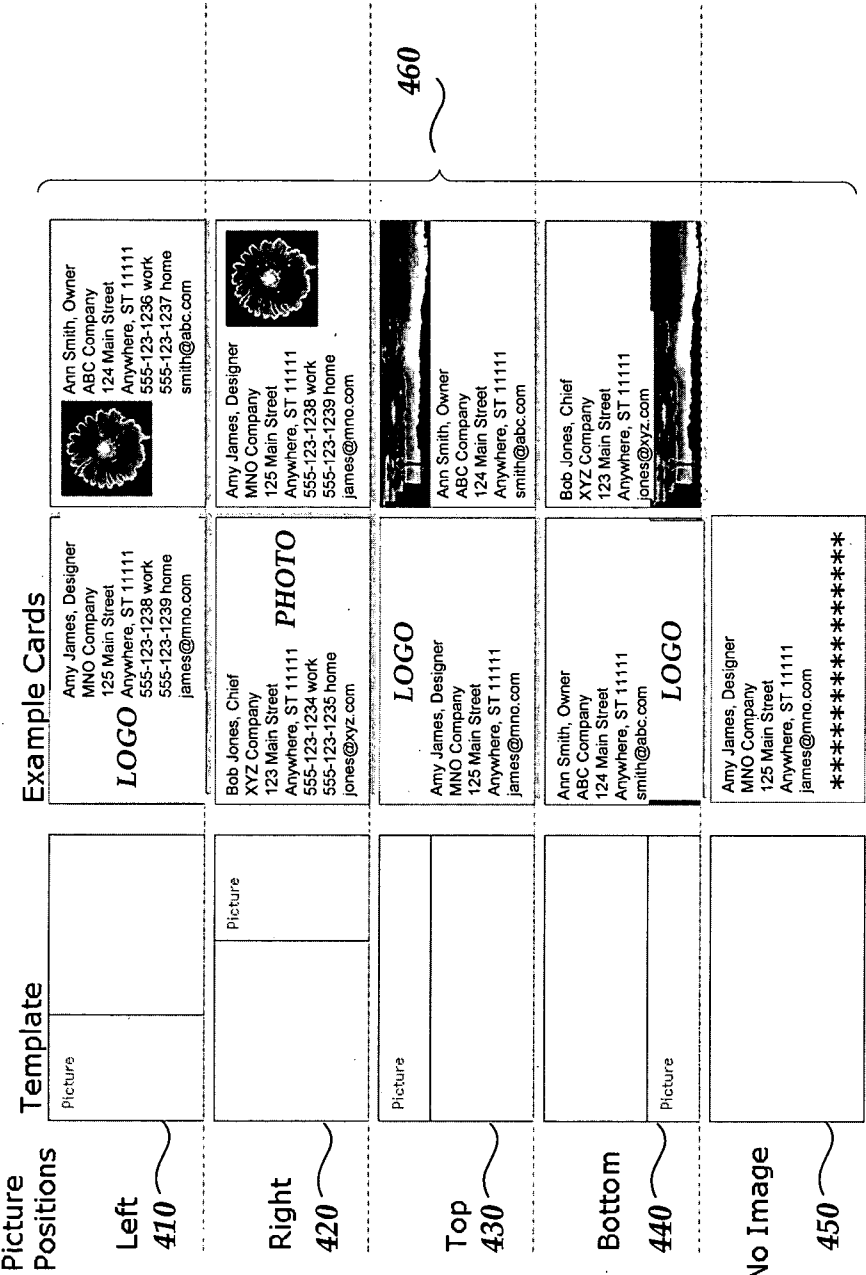 Picture
Positions
Template
Example Cards
Left
410
Picture
LOGO
Amy James, Designer
MNO Company
125 Main Street
Anywhere, ST 11111
555-123-1238 work
555-123-1239 home
james@mno.com
Ann Smith, Owner
ABC Company
124 Main Street
Anywhere, ST 11111
555-123-1236 work
555-123-1237 home
smith@abc.com
Right
420
Picture
Bob Jones, Chief
XYZ Company
123 Main Street
Anywhere, ST 11111
555-123-1234 work
555-123-1235 home
jones@xyz.com
PHOTO
Amy James, Designer
MNO Company
125 Main Street
Anywhere, ST 11111
555-123-1238 work
555-123-1239 home
james@mno.com
Top
430
Picture
LOGO
Amy James, Designer
MNO Company
125 Main Street
Anywhere, ST 11111
james@mno.com
Ann Smith, Owner
ABC Company
124 Main Street
Anywhere, ST 11111
smith@abc.com
460
Bottom
440
Picture
Ann Smith, Owner
ABC Company
124 Main Street
Anywhere, ST 11111
smith@abc.com
LOGO
Bob Jones, Chief
XYZ Company
123 Main Street
Anywhere, ST 11111
jones@xyz.com
No Image
450
Amy James, Designer
MNO Company
125 Main Street
Anywhere, ST 11111
james@mno.com
****************